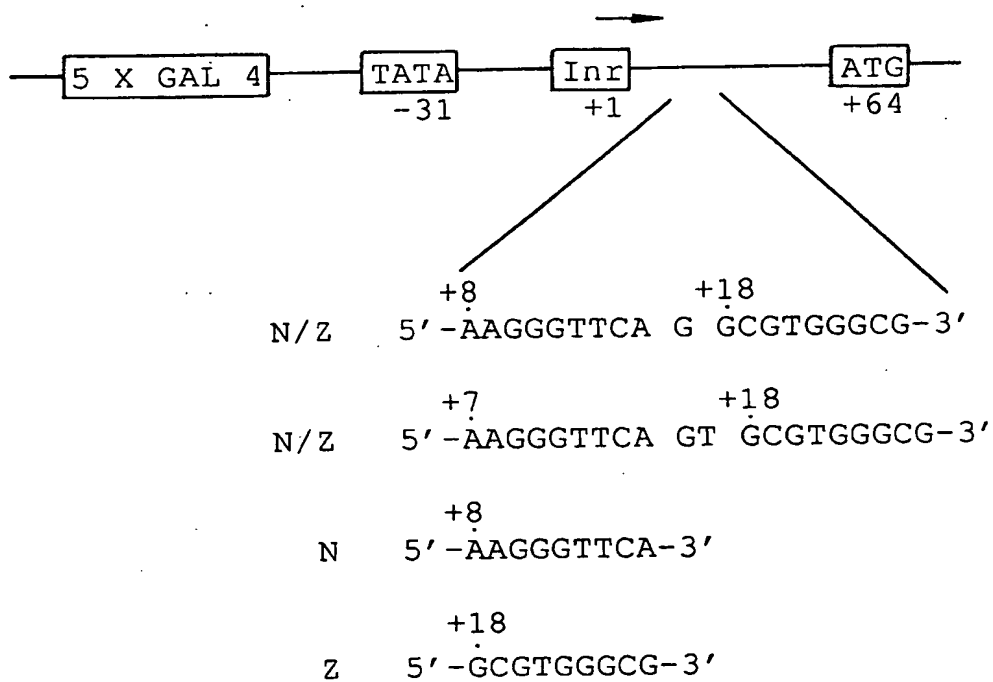 5 X GAL 4 TATA Inr ATG
-31 +1 +64
+8 +18
N/Z 5'-AAGGGTTCA G GCGTGGGCG-3'
+7 +18
N/Z 5'-AAGGGTTCA GT GCGTGGGCG-3'
+8
N 5'-AAGGGTTCA-3'
+18
Z 5'-GCGTGGGCG-3'